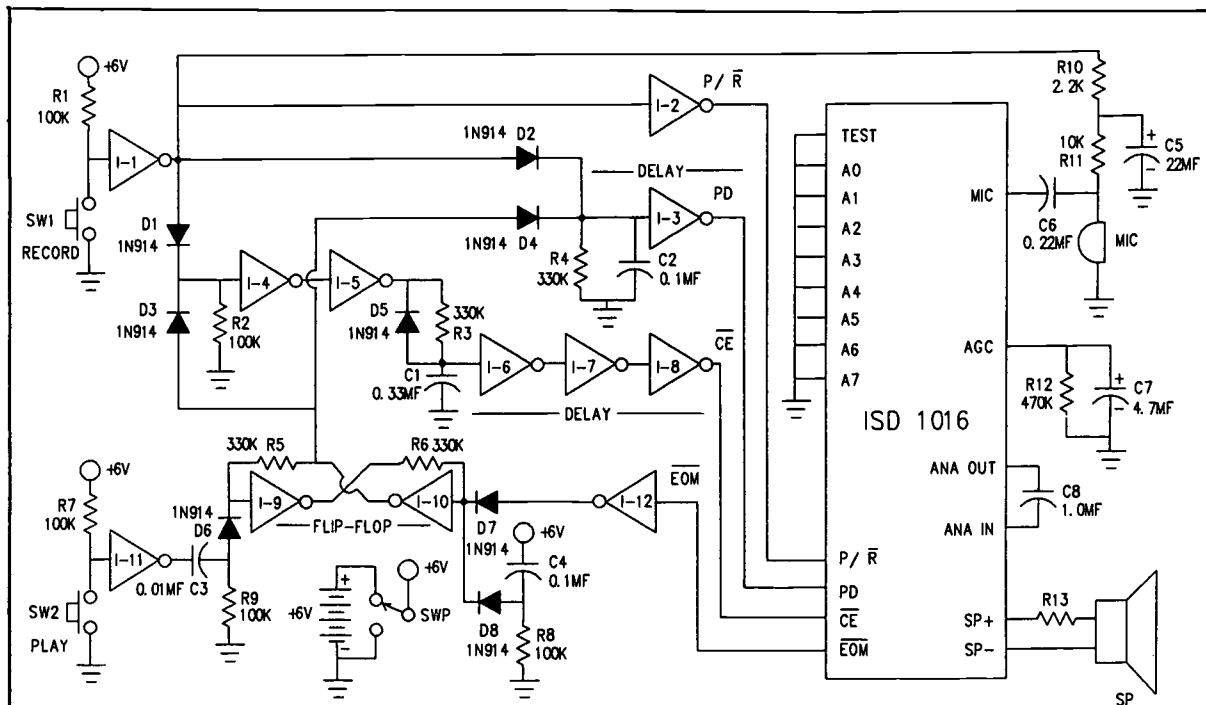 +6V
R1
100K
I-1
SW1
RECORD
D1
1N914
D3
1N914
R2
100K
I-4
I-5
D5
1N914
330K
R3
C1
0.33MF
I-6
I-7
I-8
C̅E̅
DELAY
1N914 D2
1N914 D4
DELAY
R4
330K
C2
0.1MF
I-3
PD
I-2
P/R̅
R10
2.2K
10K
R11
C5
+
−
22MF
MIC
C6
0.22MF
MIC
TEST
A0
A1
A2
A3
A4
A5
A6
A7
AGC
R12
470K
+
−
C7
4.7MF
ISD 1016
ANA OUT
C8
1.0MF
ANA IN
P/R̅
PD
C̅E̅
E̅O̅M̅
SP+
SP-
R13
SP
+6V
R7
100K
I-11
SW2
PLAY
0.01MF
C3
1N914
D6
R9
100K
330K R5
I-9
R6
330K
I-10
FLIP-FLOP
D7
1N914
I-12
E̅O̅M̅
+6V
C4
0.1MF
D8
1N914
R8
100K
+
+6V
−
SWP
+6V